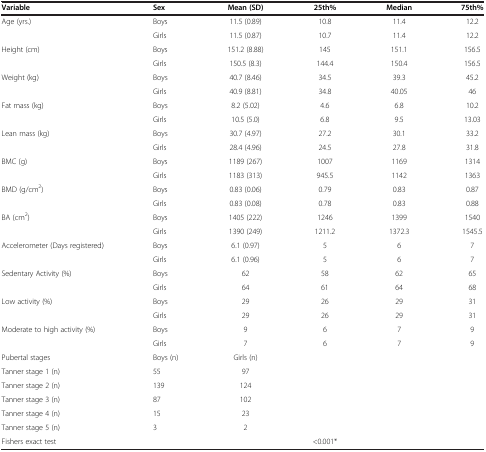 Variable Sex Mean (SD) 25th% Median 75th%
Age (yrs.) Boys 11.5 (0.89) 10.8 11.4 12.2
Girls 11.5 (0.87) 10.7 11.4 12.2
Height (cm) Boys 151.2 (8.88) 145 151.1 156.5
Girls 150.5 (8.3) 144.4 150.4 156.5
Weight (kg) Boys 40.7 (8.46) 34.5 39.3 45.2
Girls 40.9 (8.81) 34.8 40.05 46
Fat mass (kg) Boys 8.2 (5.02) 4.6 6.8 10.2
Girls 10.5 (5.0) 6.8 9.5 13.03
Lean mass (kg) Boys 30.7 (4.97) 27.2 30.1 33.2
Girls 28.4 (4.96) 24.5 27.8 31.8
BMC (g) Boys 1189 (267) 1007 1169 1314
Girls 1183 (313) 945.5 1142 1363
BMD (g/cm²) Boys 0.83 (0.06) 0.79 0.83 0.87
Girls 0.83 (0.08) 0.78 0.83 0.88
BA (cm²) Boys 1405 (222) 1246 1399 1540
Girls 1390 (249) 1211.2 1372.3 1545.5
Accelerometer (Days registered) Boys 6.1 (0.97) 5 6 7
Girls 6.1 (0.96) 5 6 7
Sedentary Activity (%) Boys 62 58 62 65
Girls 64 61 64 68
Low activity (%) Boys 29 26 29 31
Girls 29 26 29 31
Moderate to high activity (%) Boys 9 6 7 9
Girls 7 6 7 9
Pubertal stages Boys (n) Girls (n)
Tanner stage 1 (n) 55 97
Tanner stage 2 (n) 139 124
Tanner stage 3 (n) 87 102
Tanner stage 4 (n) 15 23
Tanner stage 5 (n) 3 2
Fishers exact test <0.001*